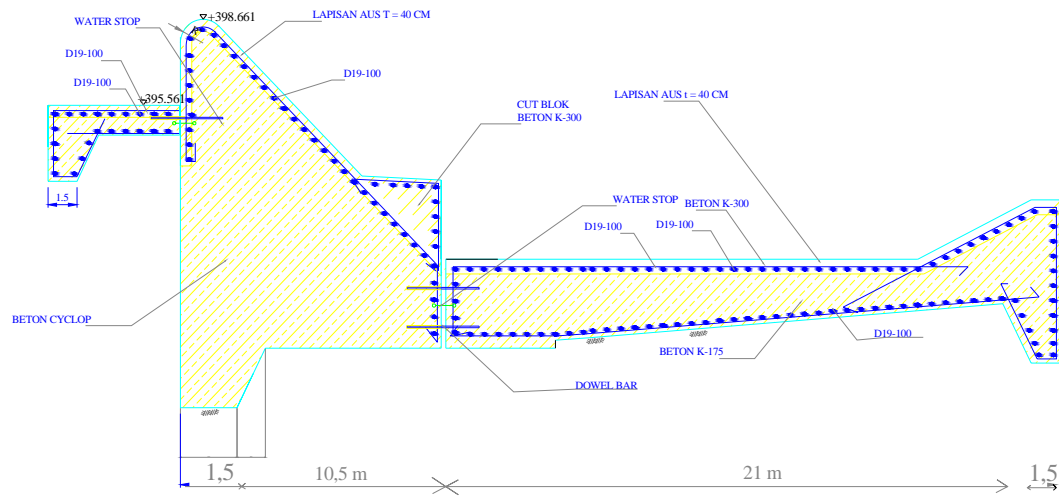 +398.661
LAPISAN AUS T = 40 CM
WATER STOP
D19-100
D19-100
D19-100
+395.561
LAPISAN AUS t = 40 CM
CUT BLOK
BETON K-300
1.5
WATER STOP
BETON K-300
D19-100
D19-100
BETON CYCLOP
D19-100
BETON K-175
DOWEL BAR
1,5
10,5 m
21 m
1,5